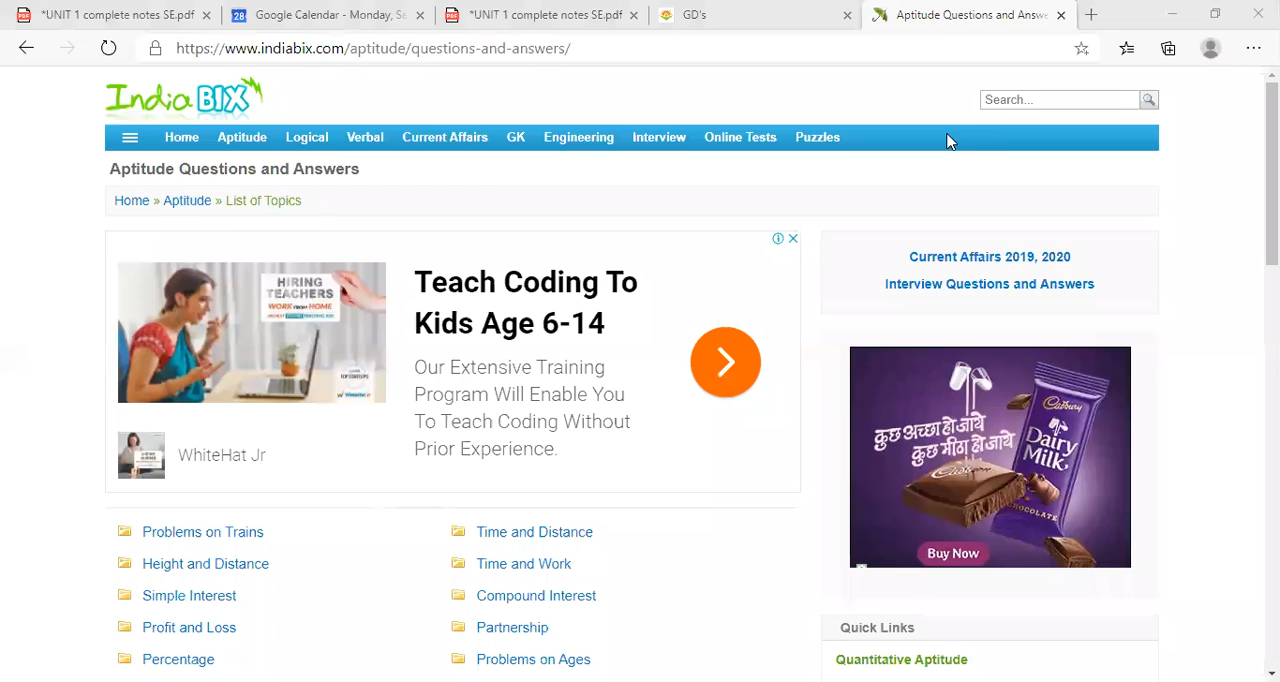 *UNIT 1 complete notes SE.pdf
28
Google Calendar - Monday, Se
*UNIT 1 complete notes SE.pdf
GD's
Aptitude Questions and Answe
https://www.indiabix.com/aptitude/questions-and-answers/
India BIX
Search...
Home
Aptitude
Logical
Verbal
Current Affairs
GK
Engineering
Interview
Online Tests
Puzzles
Aptitude Questions and Answers
Home » Aptitude » List of Topics
HIRING
TEACHERS
WORK FROM HOME
Teach Coding To
Kids Age 6-14
Our Extensive Training
Program Will Enable You
To Teach Coding Without
Prior Experience.
WhiteHat Jr
Current Affairs 2019, 2020
Interview Questions and Answers
कुछ अच्छा हो जाये
कुछ मीठा हो जाये
Cadbury
Dairy
Milk
Cadbury
CHOCOLATE
Buy Now
Problems on Trains
Time and Distance
Height and Distance
Time and Work
Simple Interest
Compound Interest
Profit and Loss
Partnership
Percentage
Problems on Ages
Quick Links
Quantitative Aptitude